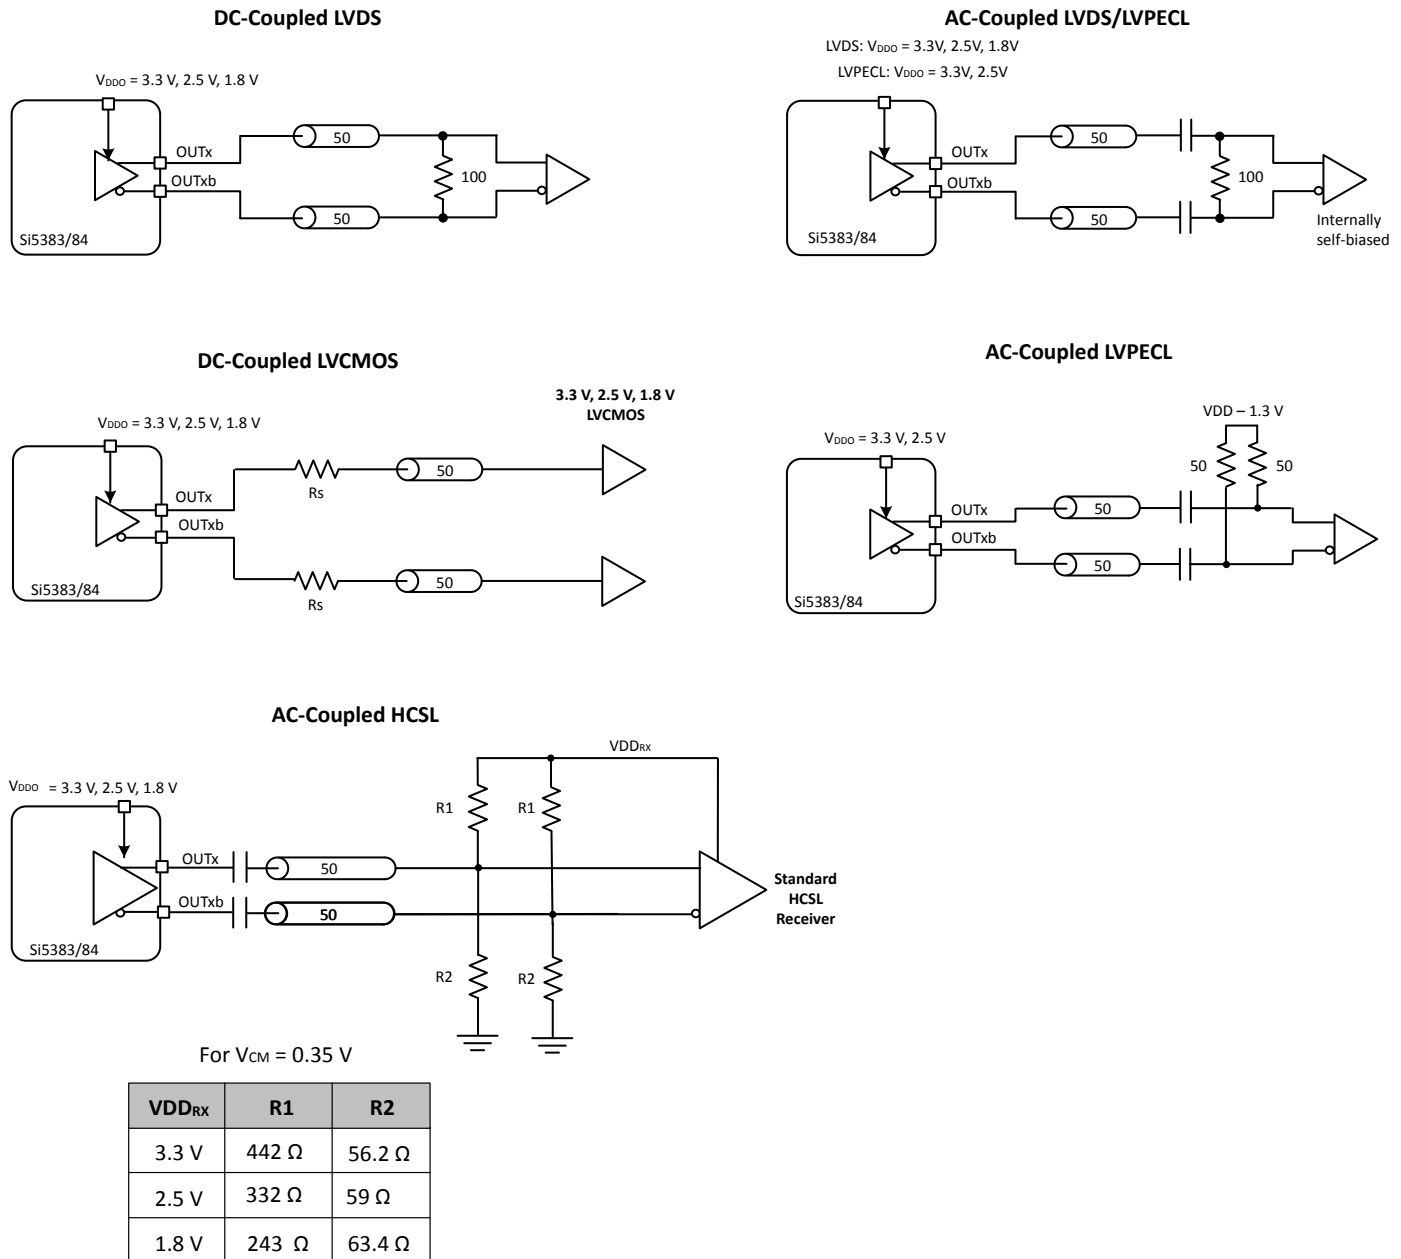 DC-Coupled LVDS
VDDO = 3.3 V, 2.5 V, 1.8 V
OUTx
OUTxb
50
50
100
Si5383/84
AC-Coupled LVDS/LVPECL
LVDS: VDDO = 3.3V, 2.5V, 1.8V
LVPECL: VDDO = 3.3V, 2.5V
OUTx
OUTxb
50
50
100
Si5383/84
Internally
self-biased
DC-Coupled LVCMOS
VDDO = 3.3 V, 2.5 V, 1.8 V
3.3 V, 2.5 V, 1.8 V
LVCMOS
OUTx
OUTxb
Rs
50
Rs
50
Si5383/84
AC-Coupled LVPECL
VDDO = 3.3 V, 2.5 V
VDD – 1.3 V
50
50
OUTx
OUTxb
50
50
Si5383/84
AC-Coupled HCSL
VDDRX
VDDO = 3.3 V, 2.5 V, 1.8 V
R1
R1
OUTx
OUTxb
50
50
Standard
HCSL
Receiver
Si5383/84
R2
R2
For VCM = 0.35 V
VDDRX R1 R2
3.3 V 442 Ω 56.2 Ω
2.5 V 332 Ω 59 Ω
1.8 V 243 Ω 63.4 Ω